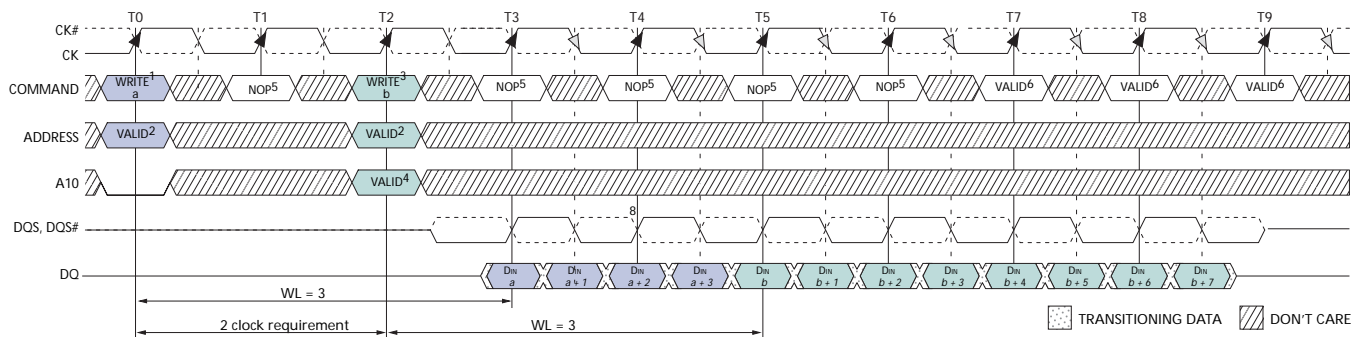 T0 T1 T2 T3 T4 T5 T6 T7 T8 T9
CK#
CK
COMMAND WRITE1 a NOP5 WRITE3 b NOP5 NOP5 NOP5 NOP5 VALID6 VALID6 VALID6
ADDRESS VALID2 VALID2
A10 VALID4
8
DQS, DQS#
DQ DIN a DIN a + 1 DIN a + 2 DIN a + 3 DIN b DIN b + 1 DIN b + 2 DIN b + 3 DIN b + 4 DIN b + 5 DIN b + 6 DIN b + 7
WL = 3
2 clock requirement WL = 3 TRANSITIONING DATA DON'T CARE